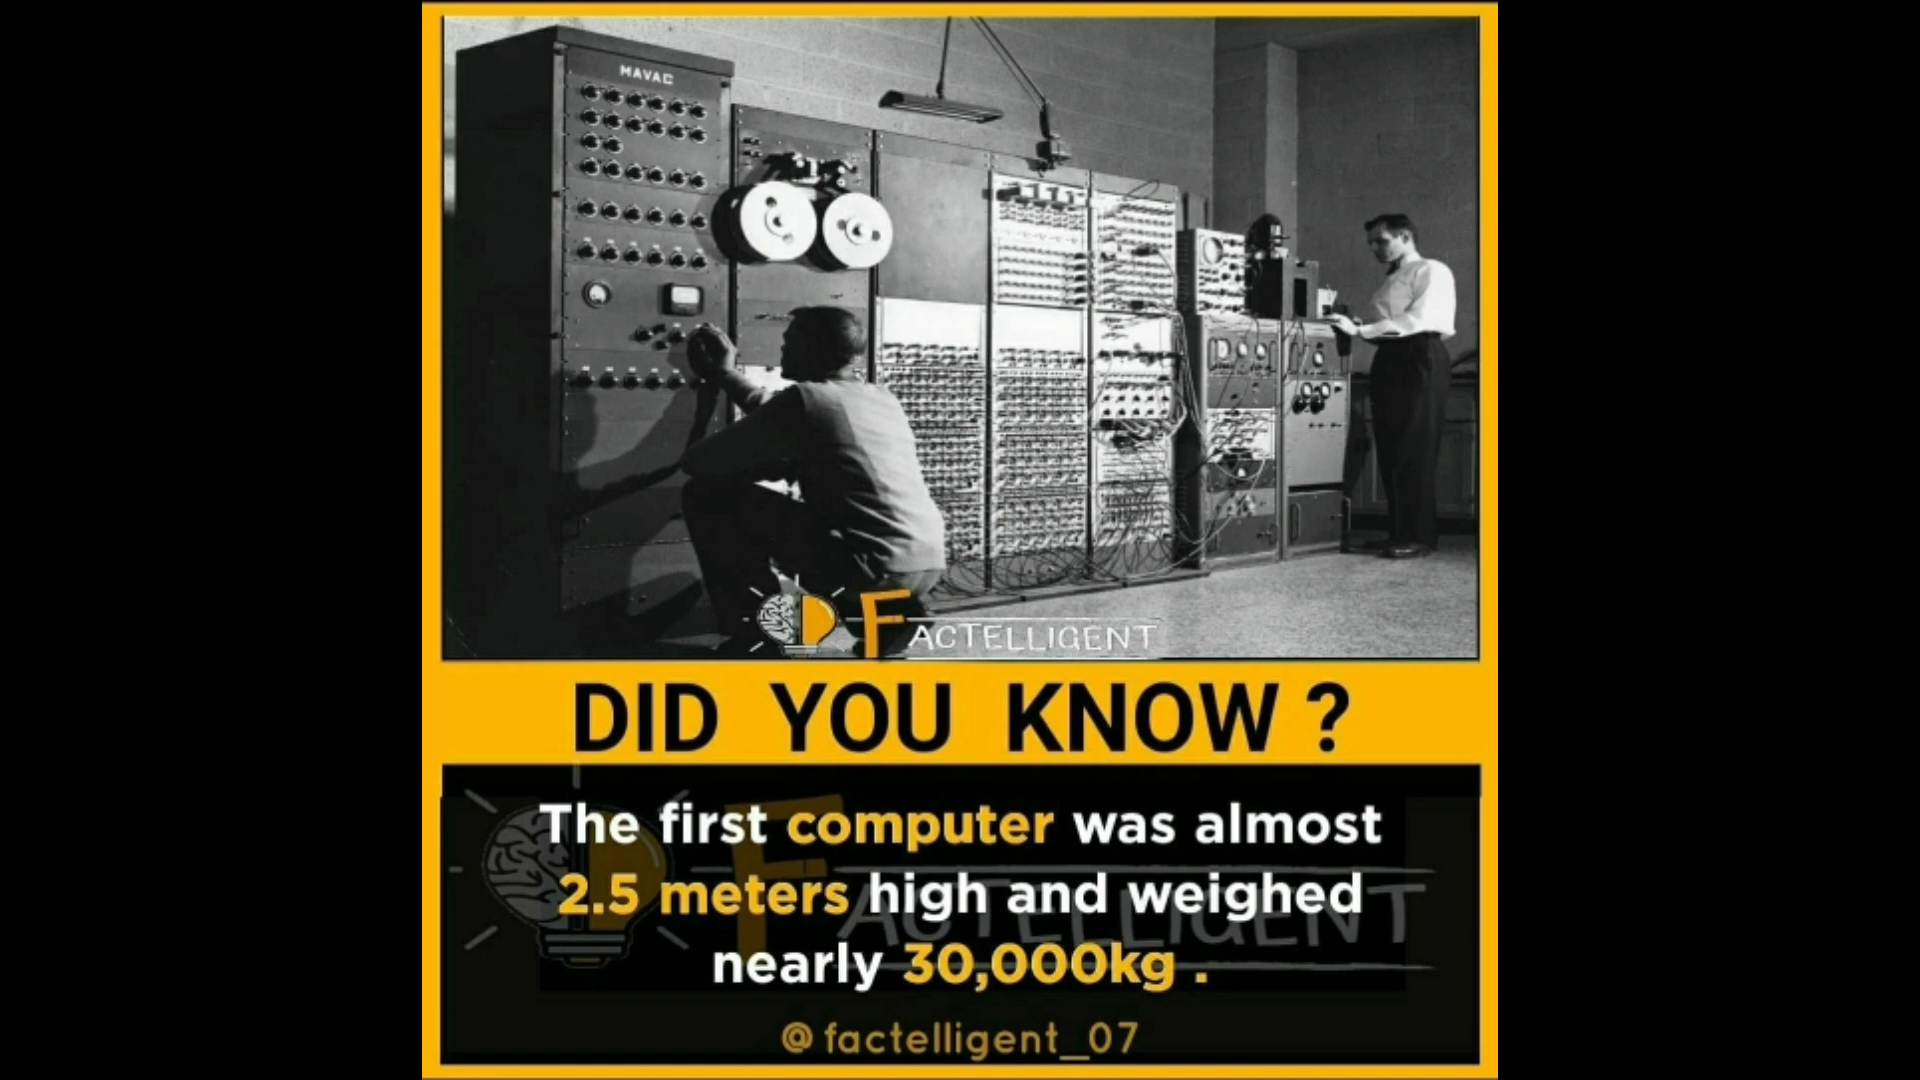 MAVAC
FACTELLIGENT
DID YOU KNOW ?
The first computer was almost
2.5 meters high and weighed
nearly 30,000kg .
FACTELLIGENT
@factelligent_07